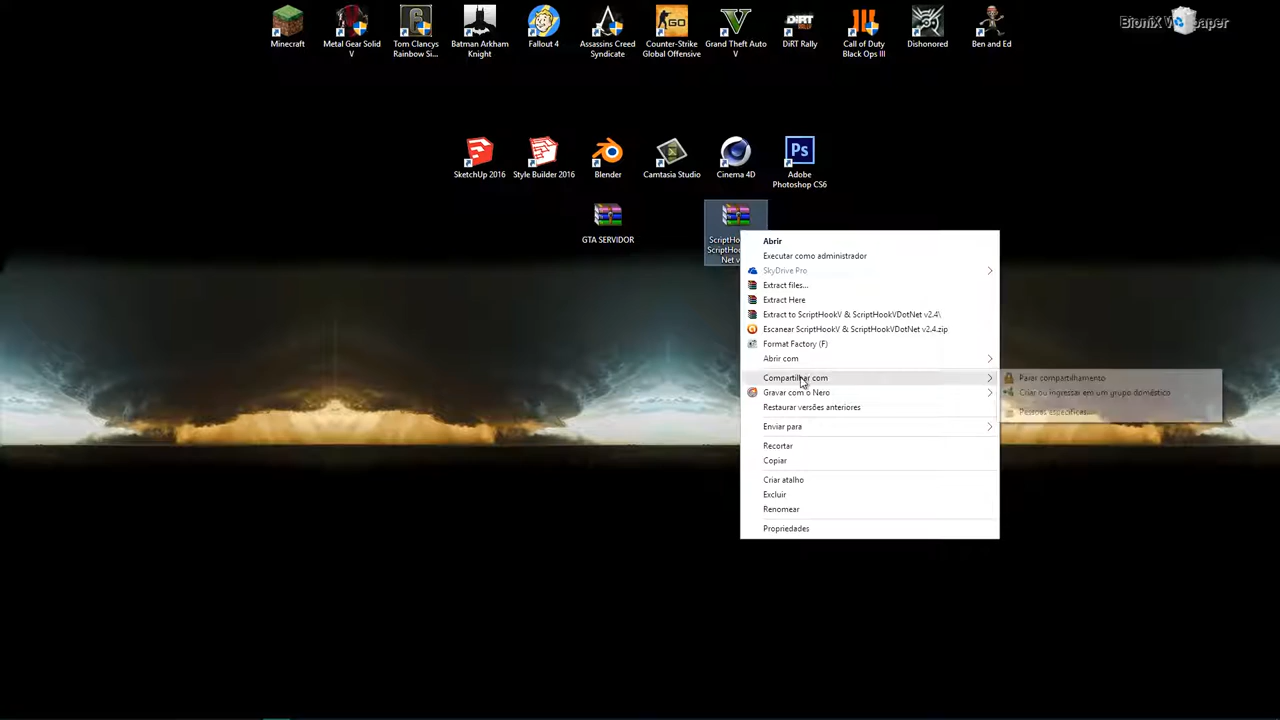 Minecraft
Metal Gear Solid
V
Tom Clancys
Rainbow Si...
Batman Arkham
Knight
Fallout 4
Assassins Creed
Syndicate
Counter-Strike
Global Offensive
Grand Theft Auto
V
DiRT Rally
Call of Duty
Black Ops III
Dishonored
Ben and Ed
BioniX Wallpaper
SketchUp 2016
Style Builder 2016
Blender
Camtasia Studio
Cinema 4D
Adobe
Photoshop CS6
GTA SERVIDOR
ScriptHo
ScriptHoo
Net v
Abrir
Executar como administrador
SkyDrive Pro
Extract files...
Extract Here
Extract to ScriptHookV & ScriptHookVDotNet v2.4\
Escanear ScriptHookV & ScriptHookVDotNet v2.4.zip
Format Factory (F)
Abrir com
Compartilhar com
Gravar com o Nero
Restaurar versões anteriores
Enviar para
Recortar
Copiar
Criar atalho
Excluir
Renomear
Propriedades
Parar compartilhamento
Criar ou ingressar em um grupo doméstico
Pessoas específicas...